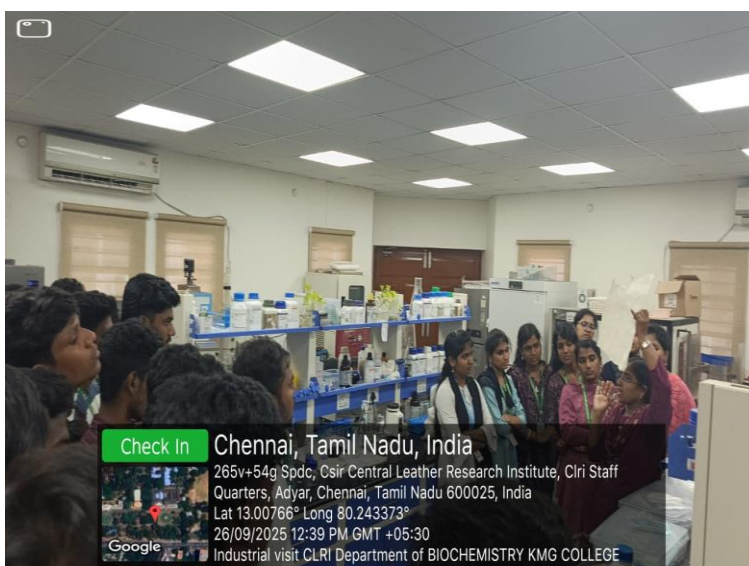 Check In
Chennai, Tamil Nadu, India
265v+54g Spdc, Csir Central Leather Research Institute, Clri Staff
Quarters, Adyar, Chennai, Tamil Nadu 600025, India
Lat 13.00766° Long 80.243373°
26/09/2025 12:39 PM GMT +05:30
Google
Industrial visit CLRI Department of BIOCHEMISTRY KMG COLLEGE